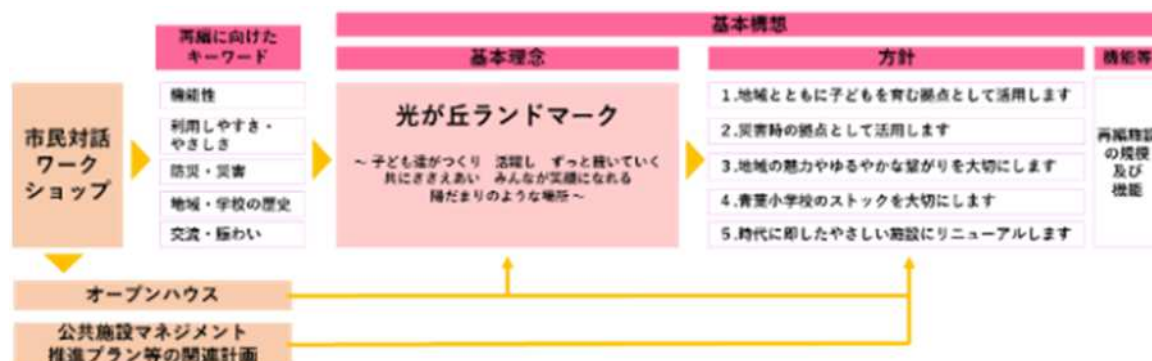 基本構想
再編に向けた
キーワード
基本理念
方針
機能等
市民対話
ワーク
ショップ
機能性
利用しやすさ・
やさしさ
防災・災害
地域・学校の歴史
交流・賑わい
光が丘ランドマーク
～子ども達がつくり 活躍し ずっと続いていく
共にささえあい みんなが笑顔になれる
陽だまりのような場所～
1.地域とともに子どもを育む拠点として活用します
2.災害時の拠点として活用します
3.地域の魅力やゆるやかな繋がりを大切にします
4.青葉小学校のストックを大切にします
5.時代に即したやさしい施設にリニューアルします
再編施設
の規模
及び
機能
オープンハウス
公共施設マネジメント
推進プラン等の関連計画